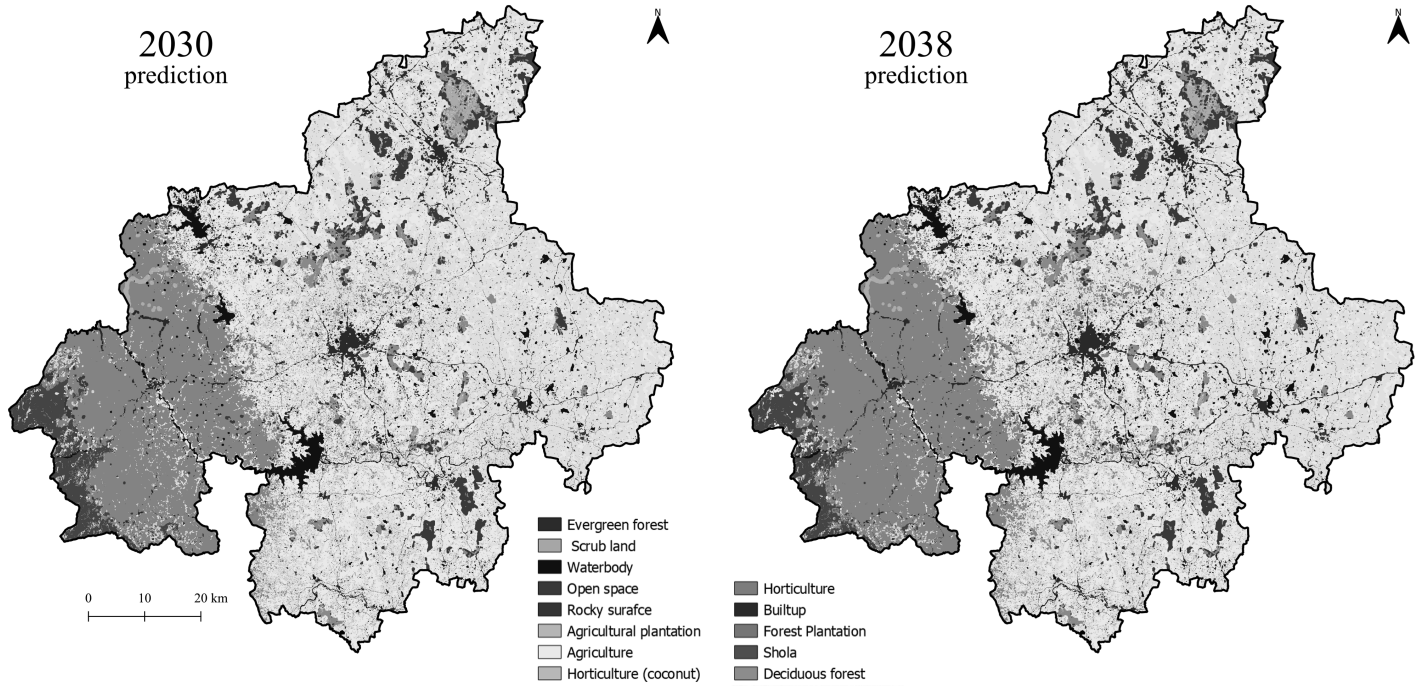 2030
prediction
N
2038
prediction
N
0 10 20 km
Evergreen forest
Scrub land
Waterbody
Open space
Rocky surafce
Agricultural plantation
Agriculture
Horticulture (coconut)
Horticulture
Builtup
Forest Plantation
Shola
Deciduous forest